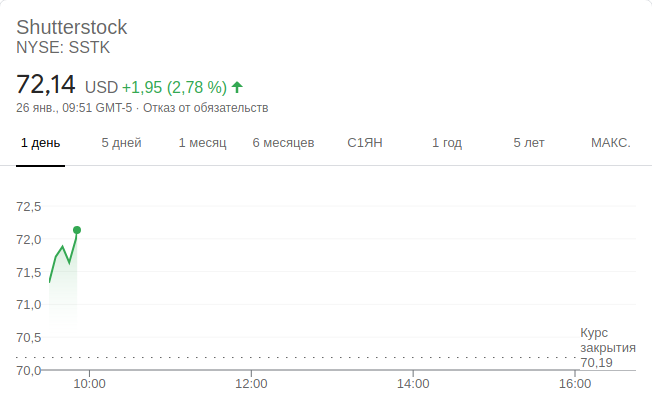 Shutterstock
NYSE: SSTK
72,14 USD +1,95 (2,78 %)
26 янв., 09:51 GMT-5 · Отказ от обязательств
1 день 5 дней 1 месяц 6 месяцев С1ЯН 1 год 5 лет МАКС.
72,5
72,0
71,5
71,0
70,5
Курс
закрытия
70,19
70,0
10:00 12:00 14:00 16:00